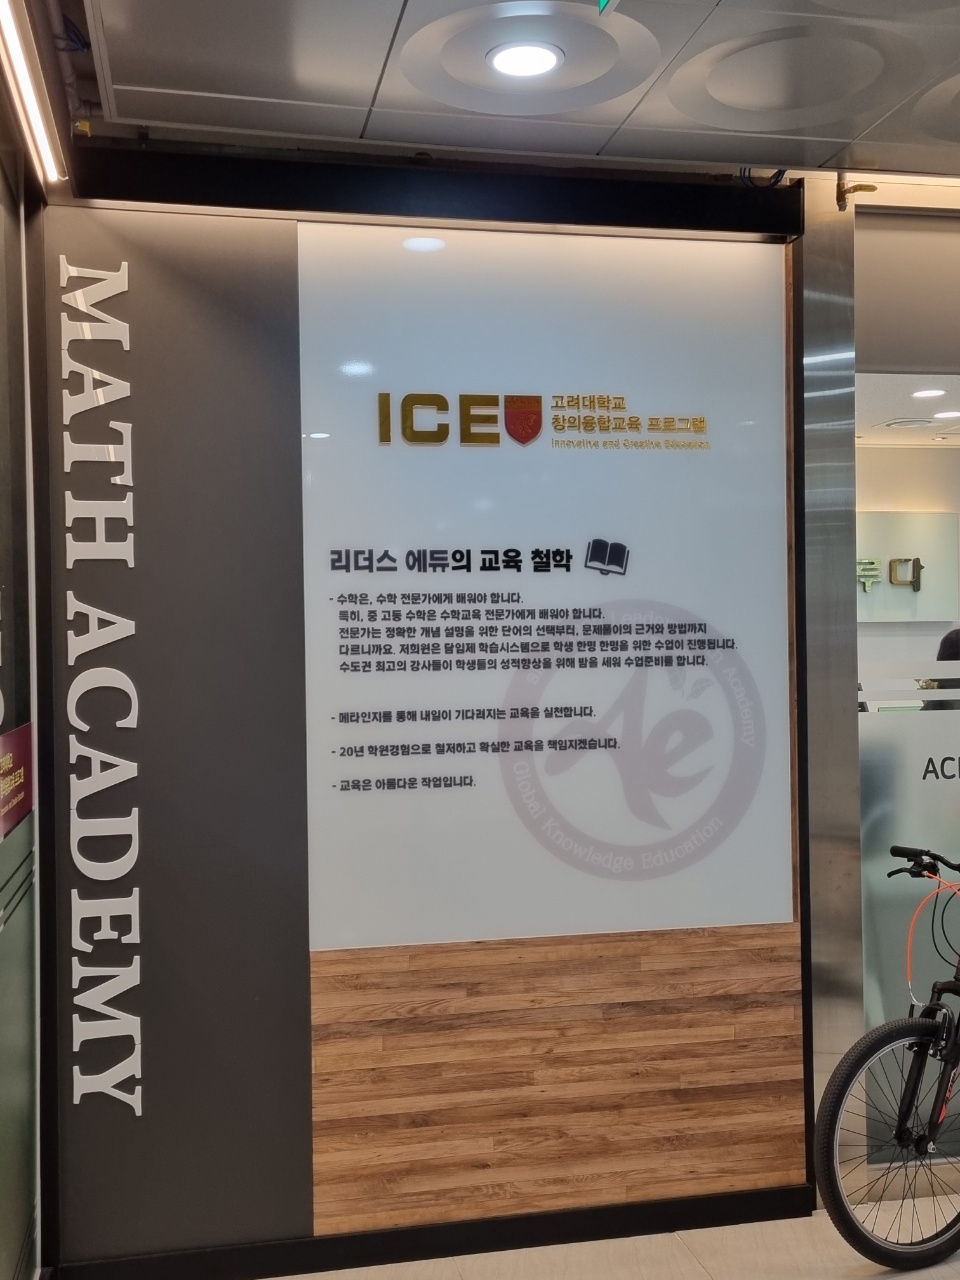 MATH ACADEMY
ICE
고려대학교
창의융합교육 프로그램
Innovative and Creative Education
리더스 에듀의 교육 철학
- 수학은, 수학 전문가에게 배워야 합니다.
특히, 중 고등 수학은 수학교육 전문가에게 배워야 합니다.
전문가는 정확한 개념 설명을 위한 단어의 선택부터, 문제풀이의 근거와 방법까지
다르니까요. 저희원은 담임제 학습시스템으로 학생 한명 한명을 위한 수업이 진행됩니다.
수도권 최고의 강사들이 학생들의 성적향상을 위해 밤을 세워 수업준비를 합니다.
- 메타인지를 통해 내일이 기다려지는 교육을 실천합니다.
- 20년 학원경험으로 철저하고 확실한 교육을 책임지겠습니다.
- 교육은 아름다운 작업입니다.
Academy
Ae
Global Knowledge Education